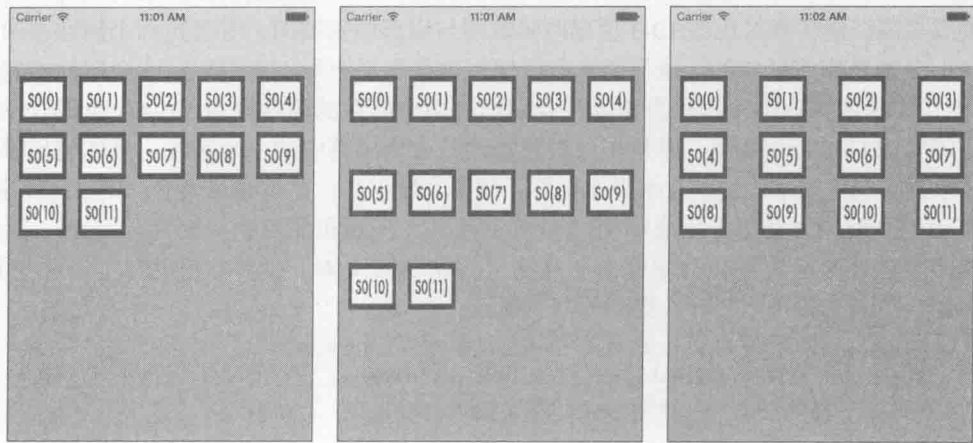 Carrier 11:01 AM
S0(0) S0(1) S0(2) S0(3) S0(4)
S0(5) S0(6) S0(7) S0(8) S0(9)
S0(10) S0(11)
Carrier 11:01 AM
S0(0) S0(1) S0(2) S0(3) S0(4)
S0(5) S0(6) S0(7) S0(8) S0(9)
S0(10) S0(11)
Carrier 11:02 AM
S0(0) S0(1) S0(2) S0(3)
S0(4) S0(5) S0(6) S0(7)
S0(8) S0(9) S0(10) S0(11)